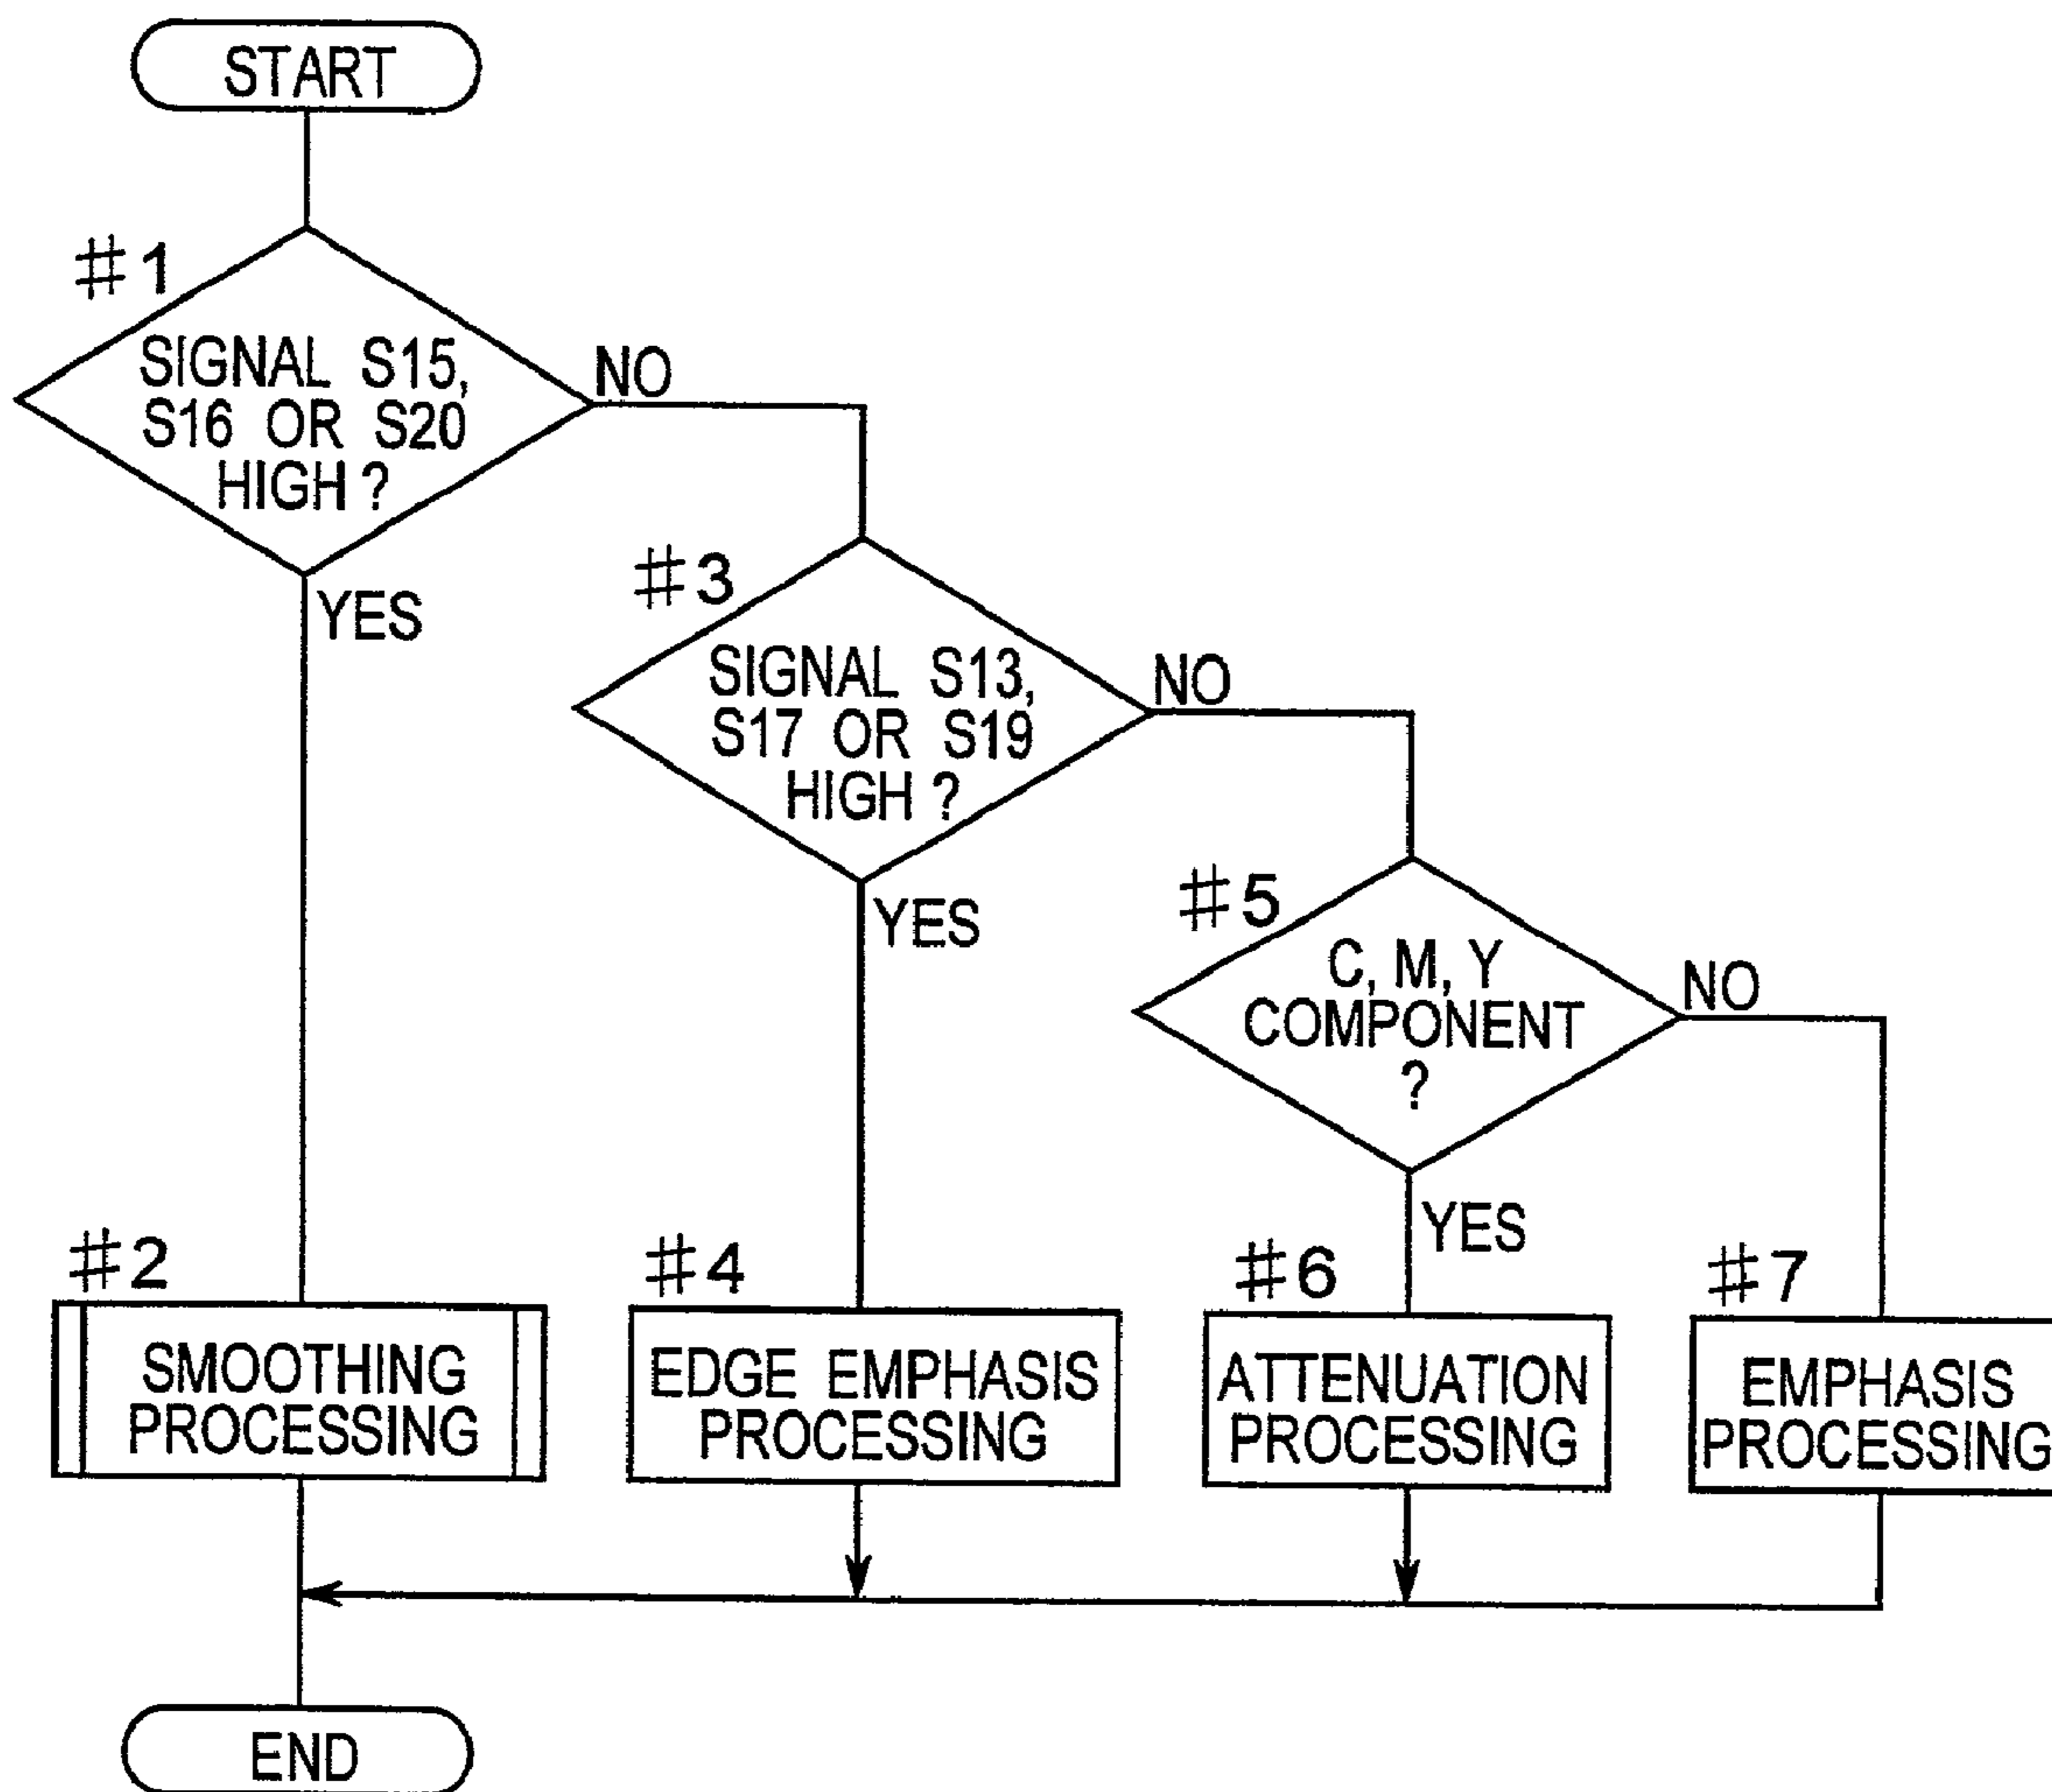 START
#1
SIGNAL S15,
S16 OR S20
HIGH ?
NO
YES
#3
SIGNAL S13,
S17 OR S19
HIGH ?
NO
YES
#5
C, M, Y
COMPONENT
?
NO
YES
#2
SMOOTHING
PROCESSING
#4
EDGE EMPHASIS
PROCESSING
#6
ATTENUATION
PROCESSING
#7
EMPHASIS
PROCESSING
END